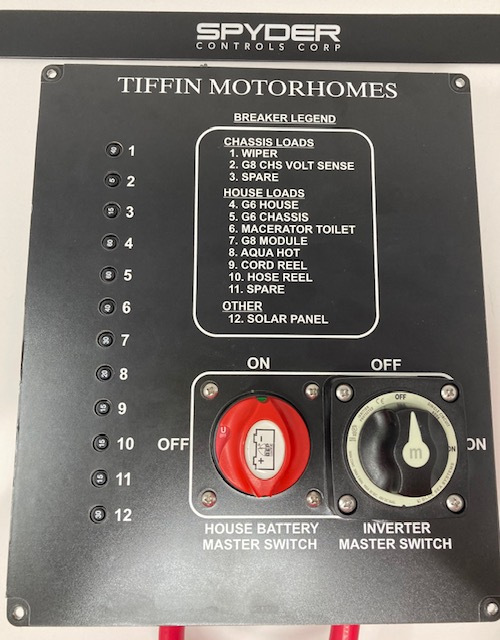 SPYDER
CONTROLS CORP
TIFFIN MOTORHOMES
BREAKER LEGEND
CHASSIS LOADS
1. WIPER
2. G8 CHS VOLT SENSE
3. SPARE
HOUSE LOADS
4. G6 HOUSE
5. G6 CHASSIS
6. MACERATOR TOILET
7. G8 MODULE
8. AQUA HOT
9. CORD REEL
10. HOSE REEL
11. SPARE
OTHER
12. SOLAR PANEL
1
2
3
4
5
6
7
8
9
10
11
12
ON
OFF
HOUSE BATTERY
MASTER SWITCH
OFF
OFF
m
ON
ON
INVERTER
MASTER SWITCH